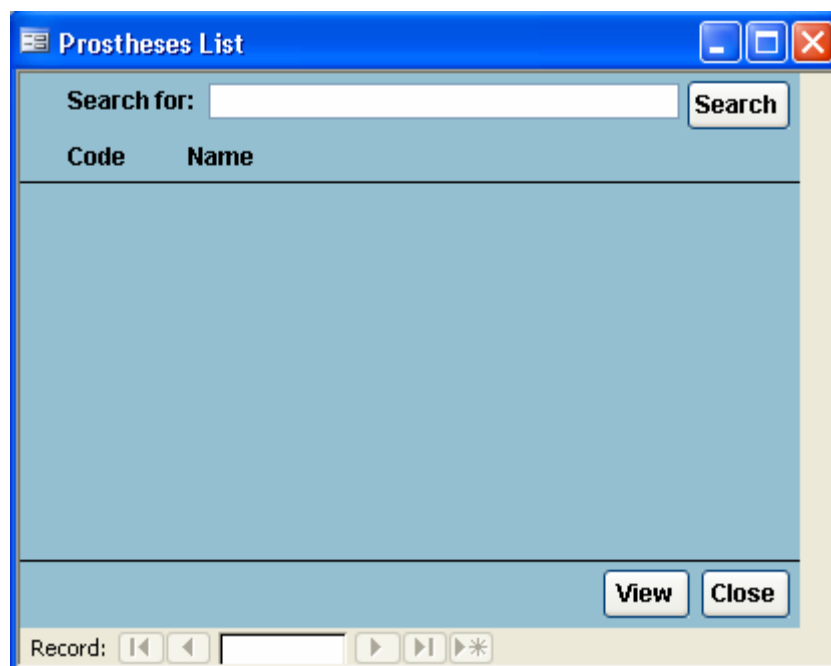 Prostheses List
Search for: Search
Code Name
View Close
Record: